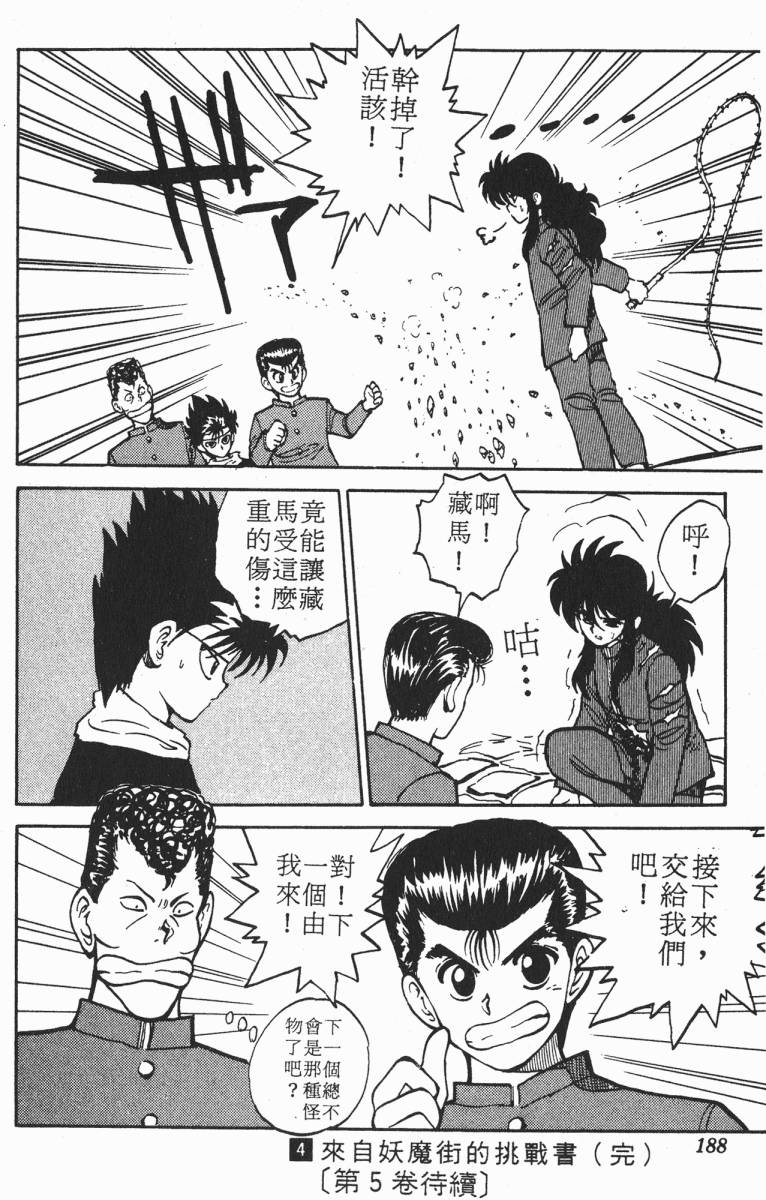 幹掉了！
活該！
ザァ
呼！
啊！
藏馬！
咕…
竟能讓藏
馬受這麼
重的傷…
接下來，
交給我們
吧！
對！下
一個由
我來！
下一個總不
會是那種怪
物了吧？
188
4 來自妖魔街的挑戰書（完）
〔第5卷待續〕